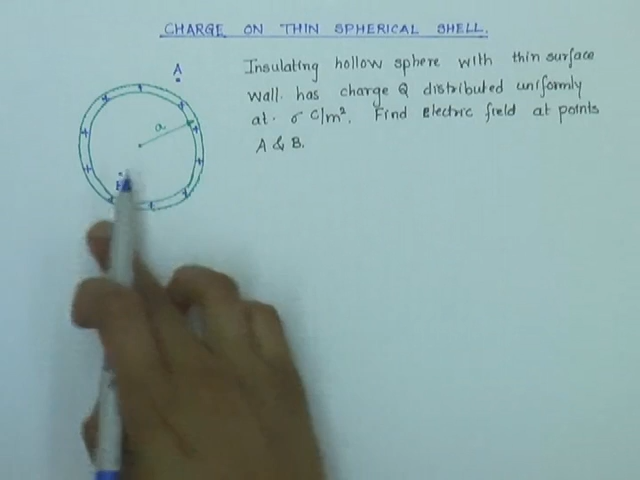 CHARGE ON THIN SPHERICAL SHELL.
A
Insulating hollow sphere with thin surface
wall. has charge Q distributed uniformly
a
at. σ C/m². Find Electric field at points
A & B.